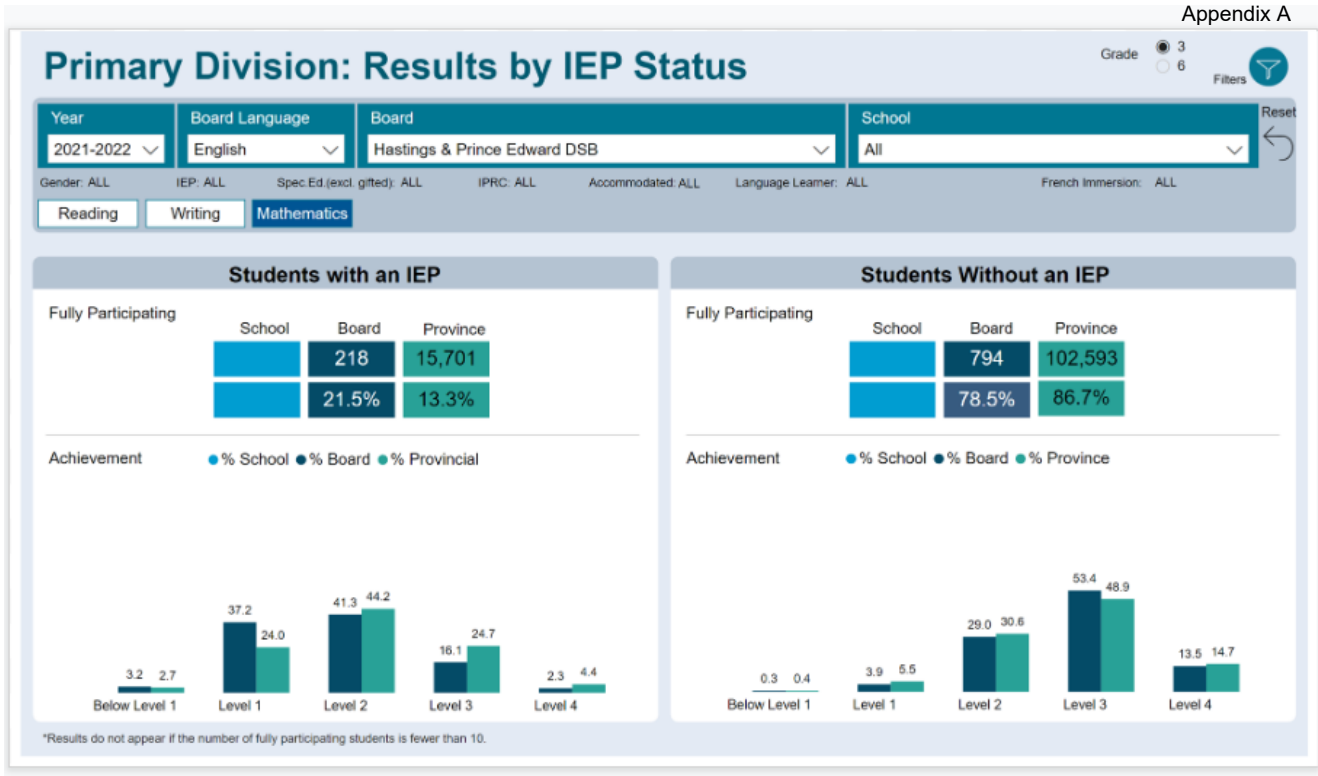 Appendix A
Primary Division: Results by IEP Status
Grade
3
6
Filters
Year
Board Language
Board
School
Reset
2021-2022
English
Hastings & Prince Edward DSB
All
Gender: ALL
IEP: ALL
Spec.Ed.(excl. gifted): ALL
IPRC: ALL
Accommodated: ALL
Language Learner: ALL
French Immersion: ALL
Reading
Writing
Mathematics
Students with an IEP
Fully Participating
School Board Province
218 15,701
21.5% 13.3%
Achievement
% School % Board % Provincial
3.2 2.7
37.2 24.0
41.3 44.2
16.1 24.7
2.3 4.4
Below Level 1 Level 1 Level 2 Level 3 Level 4
Students Without an IEP
Fully Participating
School Board Province
794 102,593
78.5% 86.7%
Achievement
% School % Board % Province
0.3 0.4
3.9 5.5
29.0 30.6
53.4 48.9
13.5 14.7
Below Level 1 Level 1 Level 2 Level 3 Level 4
*Results do not appear if the number of fully participating students is fewer than 10.